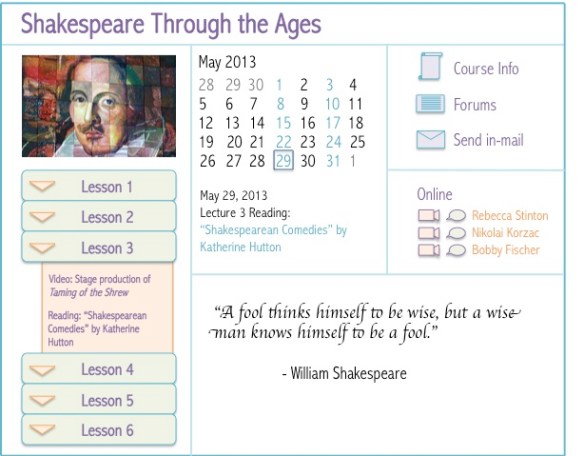 Shakespeare Through the Ages
Lesson 1
Lesson 2
Lesson 3
Video: Stage production of
Taming of the Shrew
Reading: “Shakespearean
Comedies” by Katherine
Hutton
Lesson 4
Lesson 5
Lesson 6
May 2013
28 29 30 1 2 3 4
5 6 7 8 9 10 11
12 13 14 15 16 17 18
19 20 21 22 23 24 25
26 27 28 29 30 31 1
May 29, 2013
Lecture 3 Reading:
“Shakespearean Comedies” by
Katherine Hutton
Course Info
Forums
Send in-mail
Online
Rebecca Stinton
Nikolai Korzac
Bobby Fischer
“A fool thinks himself to be wise, but a wise
man knows himself to be a fool.”
- William Shakespeare